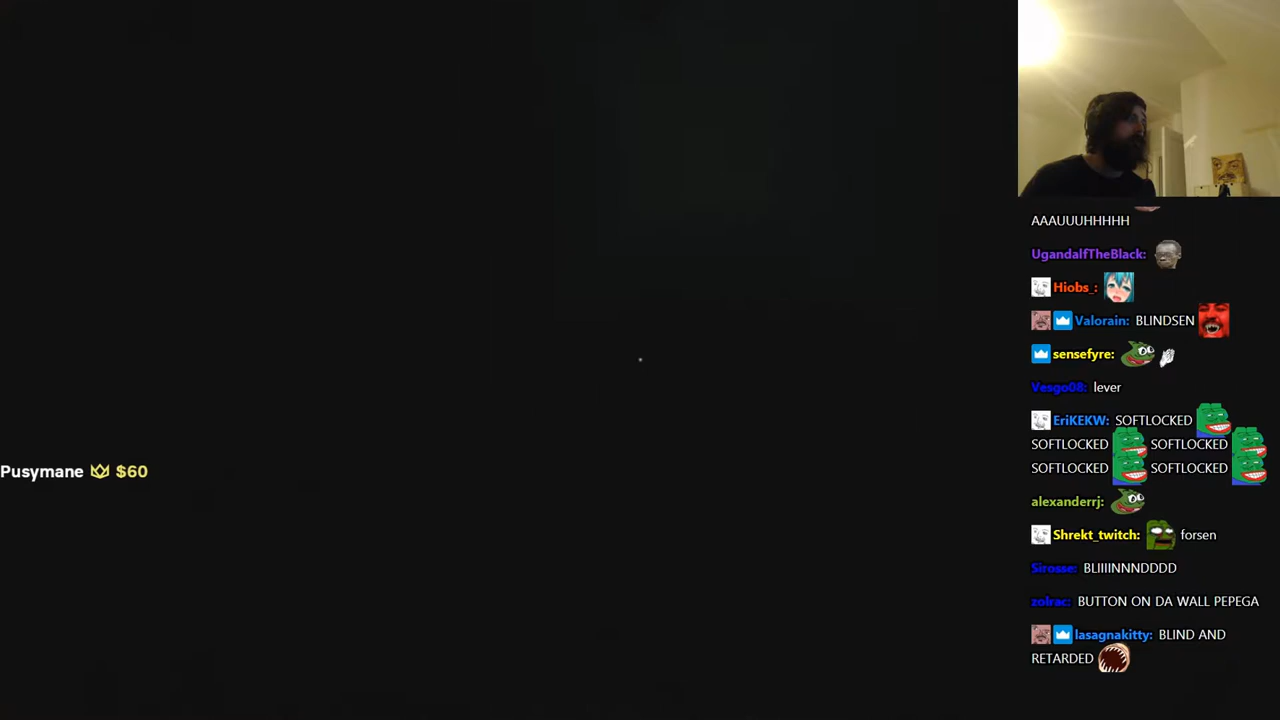 AAAUUUHHHHH
UgandalfTheBlack:
Hiobs_:
Valorain: BLINDSEN
sensefyre:
Vesgo08: lever
EriKEKW: SOFTLOCKED
SOFTLOCKED SOFTLOCKED
SOFTLOCKED SOFTLOCKED
alexanderrj:
Shrekt_twitch: forsen
Sirosse: BLIIIINNNDDDD
zolrac: BUTTON ON DA WALL PEPEGA
lasagnakitty: BLIND AND
RETARDED
Pusymane $60